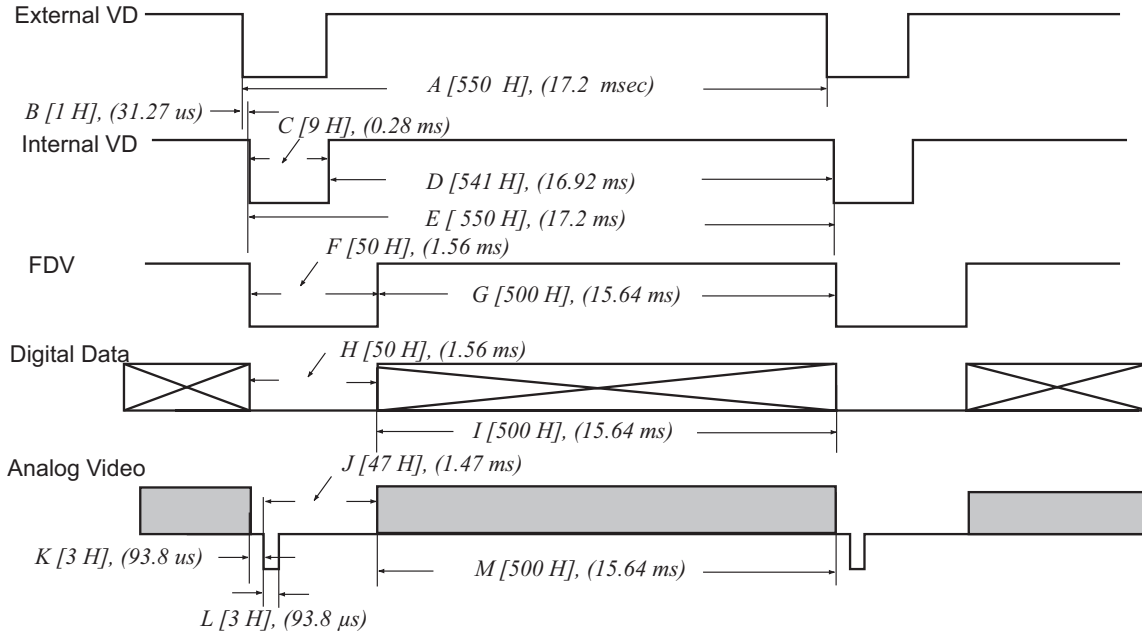 External VD
A [550 H], (17.2 msec)
B [1 H], (31.27 us)
C [9 H], (0.28 ms)
Internal VD
D [541 H], (16.92 ms)
E [ 550 H], (17.2 ms)
F [50 H], (1.56 ms)
FDV
G [500 H], (15.64 ms)
Digital Data
H [50 H], (1.56 ms)
I [500 H], (15.64 ms)
Analog Video
J [47 H], (1.47 ms)
K [3 H], (93.8 us)
M [500 H], (15.64 ms)
L [3 H], (93.8 µs)